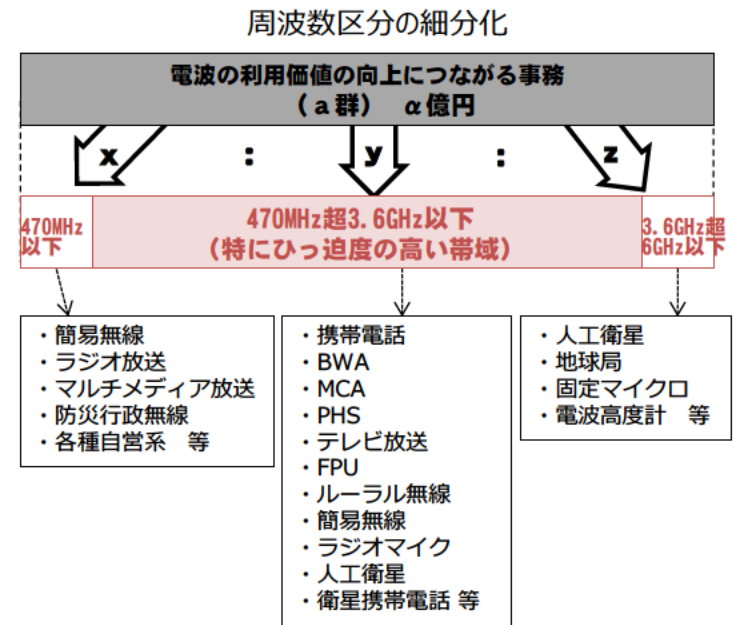 周波数区分の細分化
電波の利用価値の向上につながる事務
（ａ群）　α億円
x : y : z
470MHz
以下
470MHz超3.6GHz以下
（特にひっ迫度の高い帯域）
3.6GHz超
6GHz以下
・簡易無線
・ラジオ放送
・マルチメディア放送
・防災行政無線
・各種自営系　等
・携帯電話
・BWA
・MCA
・PHS
・テレビ放送
・FPU
・ルーラル無線
・簡易無線
・ラジオマイク
・人工衛星
・衛星携帯電話 等
・人工衛星
・地球局
・固定マイクロ
・電波高度計　等